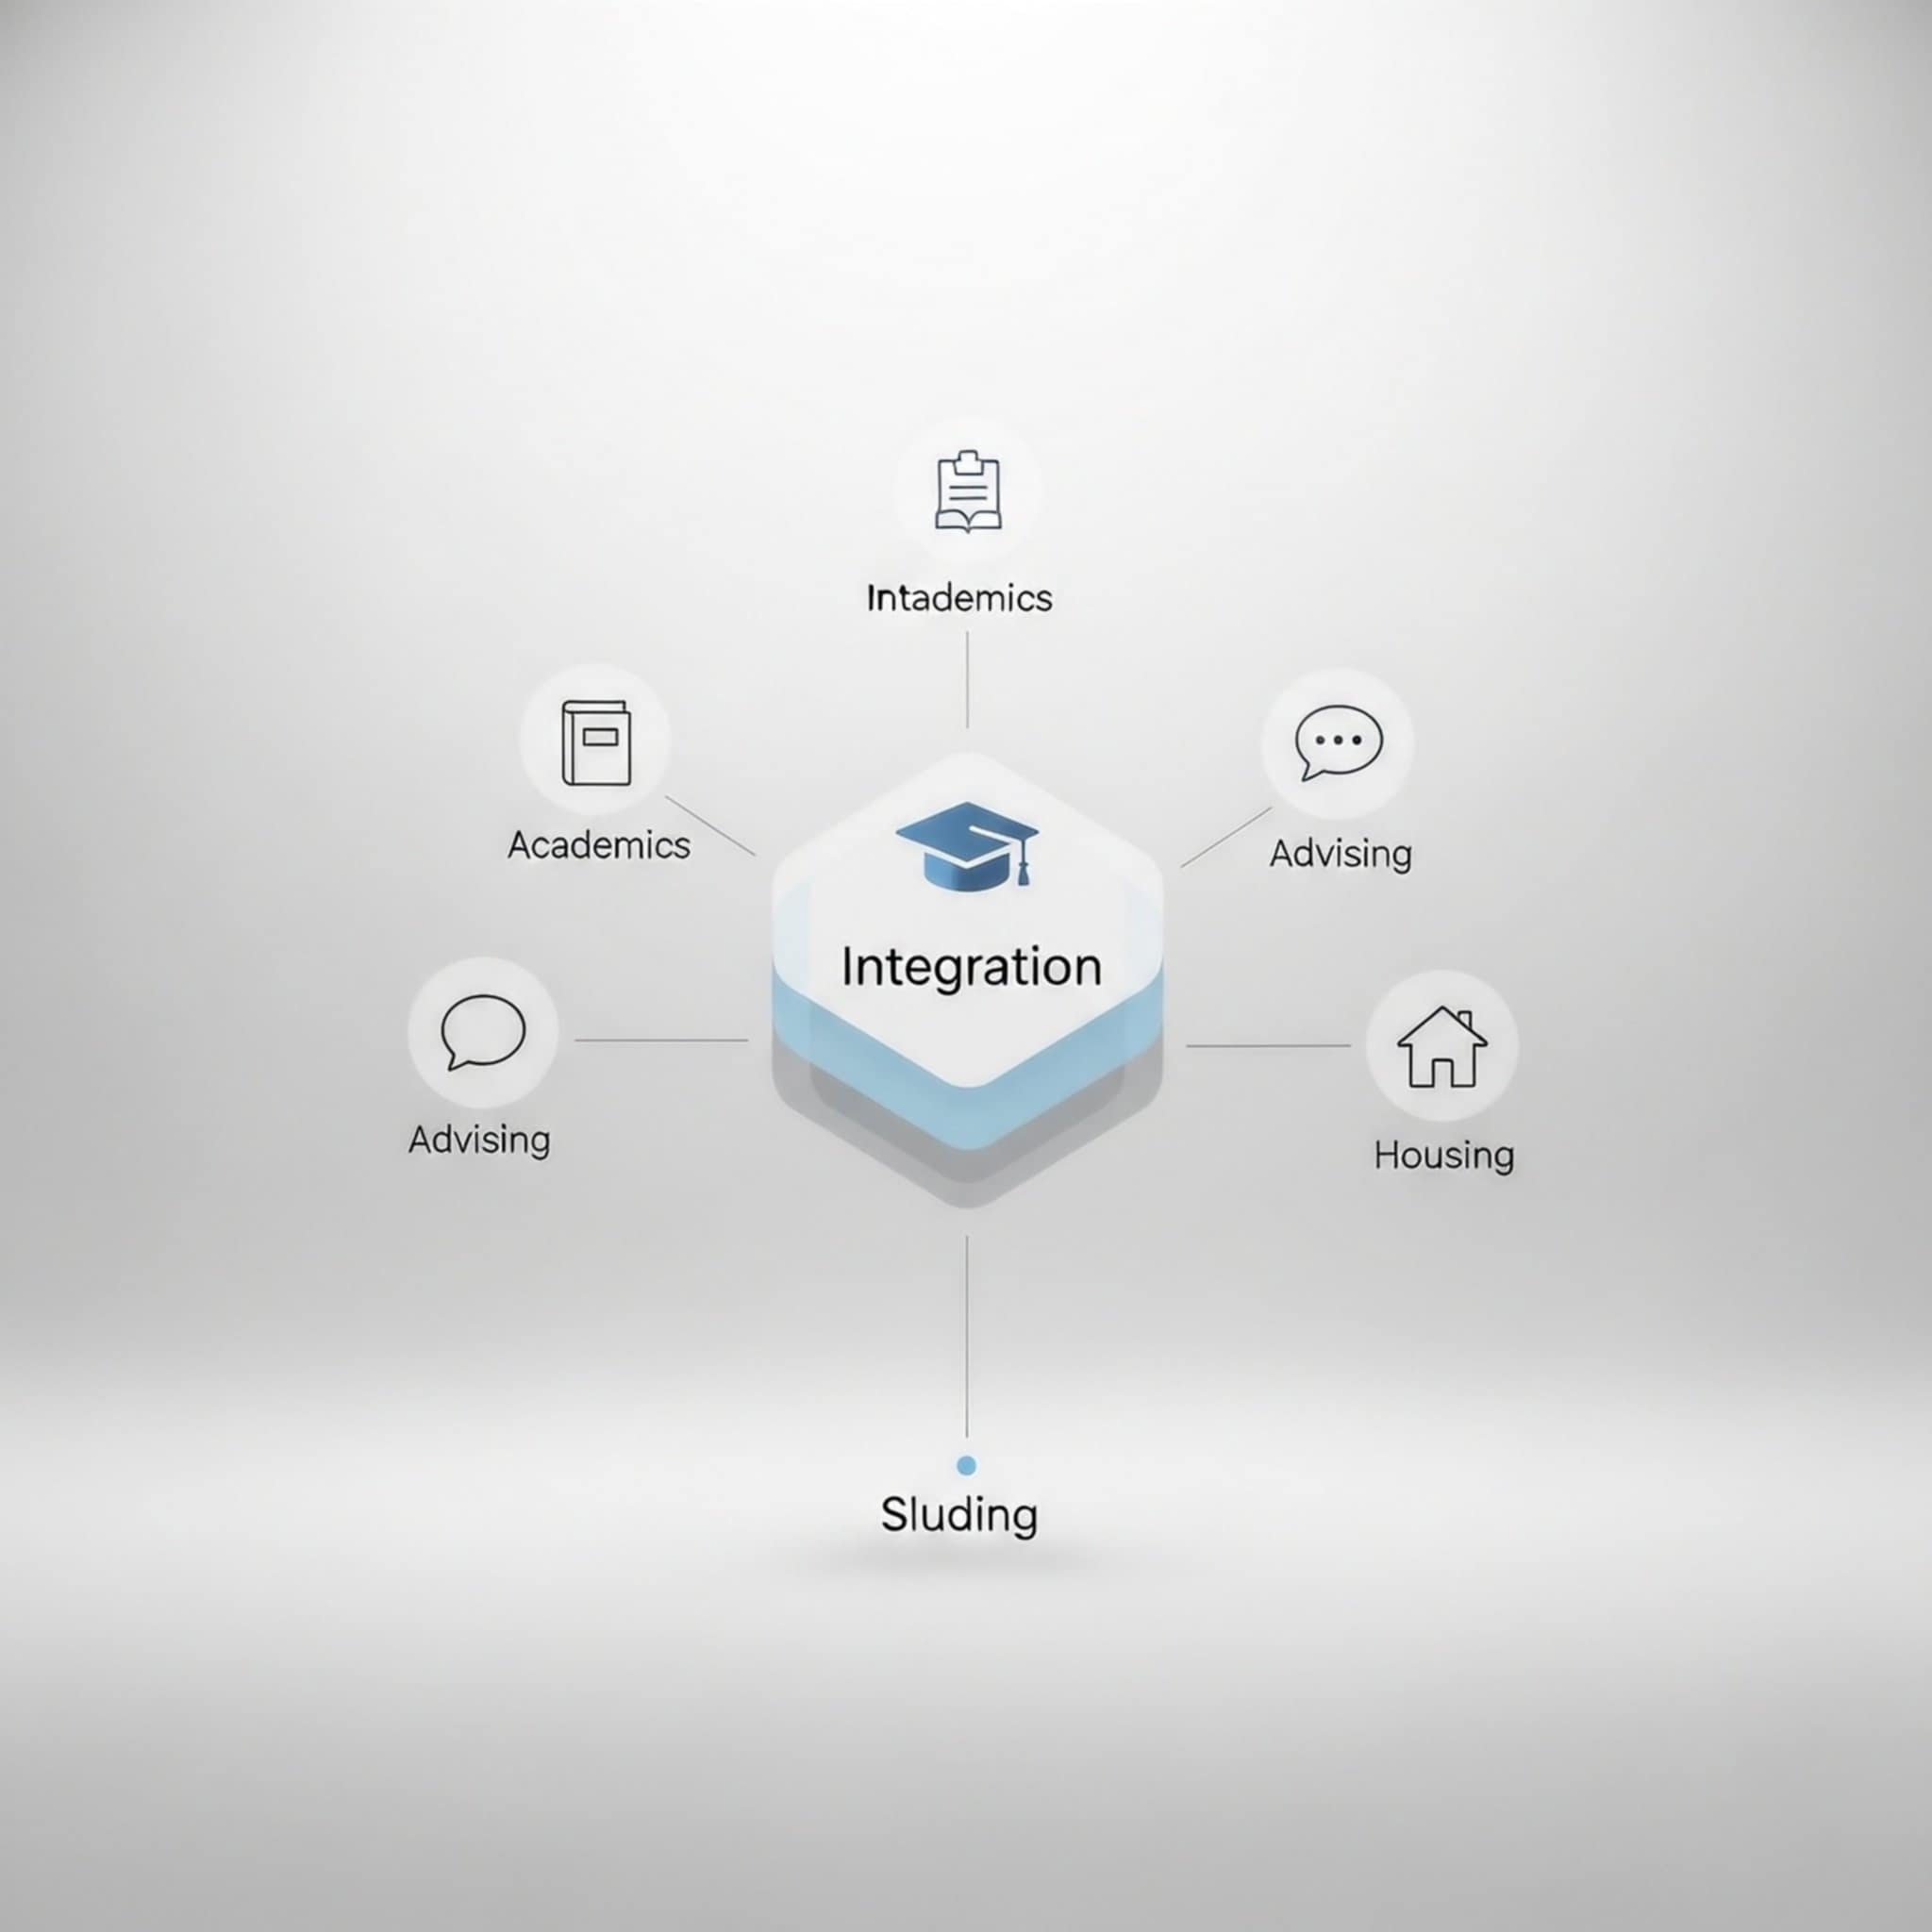 Intademics
Academics
Advising
Integration
Advising
Housing
Sluding